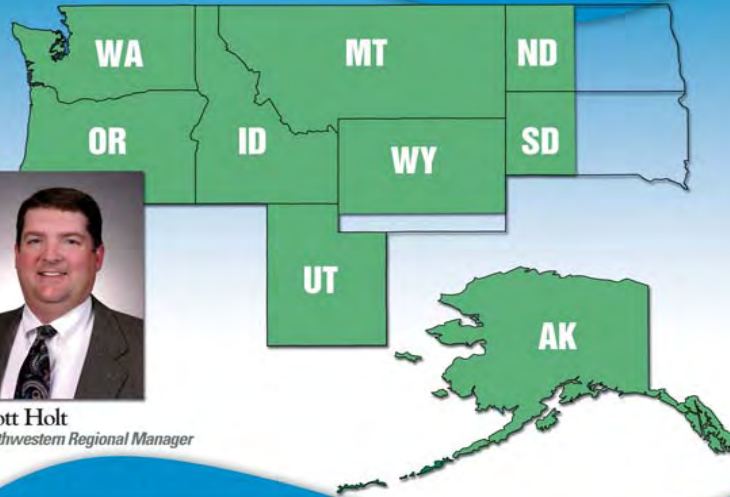 WA
MT
ND
OR
ID
WY
SD
UT
AK
ott Holt
thwestern Regional Manager